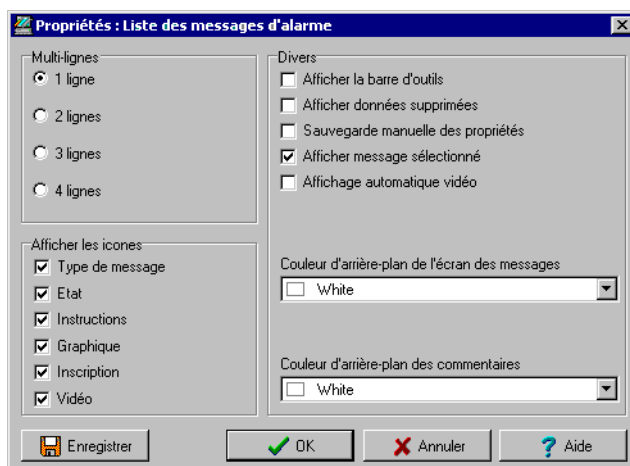 Propriétés : Liste des messages d'alarme
Multi-lignes
1 ligne
2 lignes
3 lignes
4 lignes
Afficher les icones
Type de message
Etat
Instructions
Graphique
Inscription
Vidéo
Divers
Afficher la barre d'outils
Afficher données supprimées
Sauvegarde manuelle des propriétés
Afficher message sélectionné
Affichage automatique vidéo
Couleur d'arrière-plan de l'écran des messages
White
Couleur d'arrière-plan des commentaires
White
Enregistrer
OK
Annuler
Aide